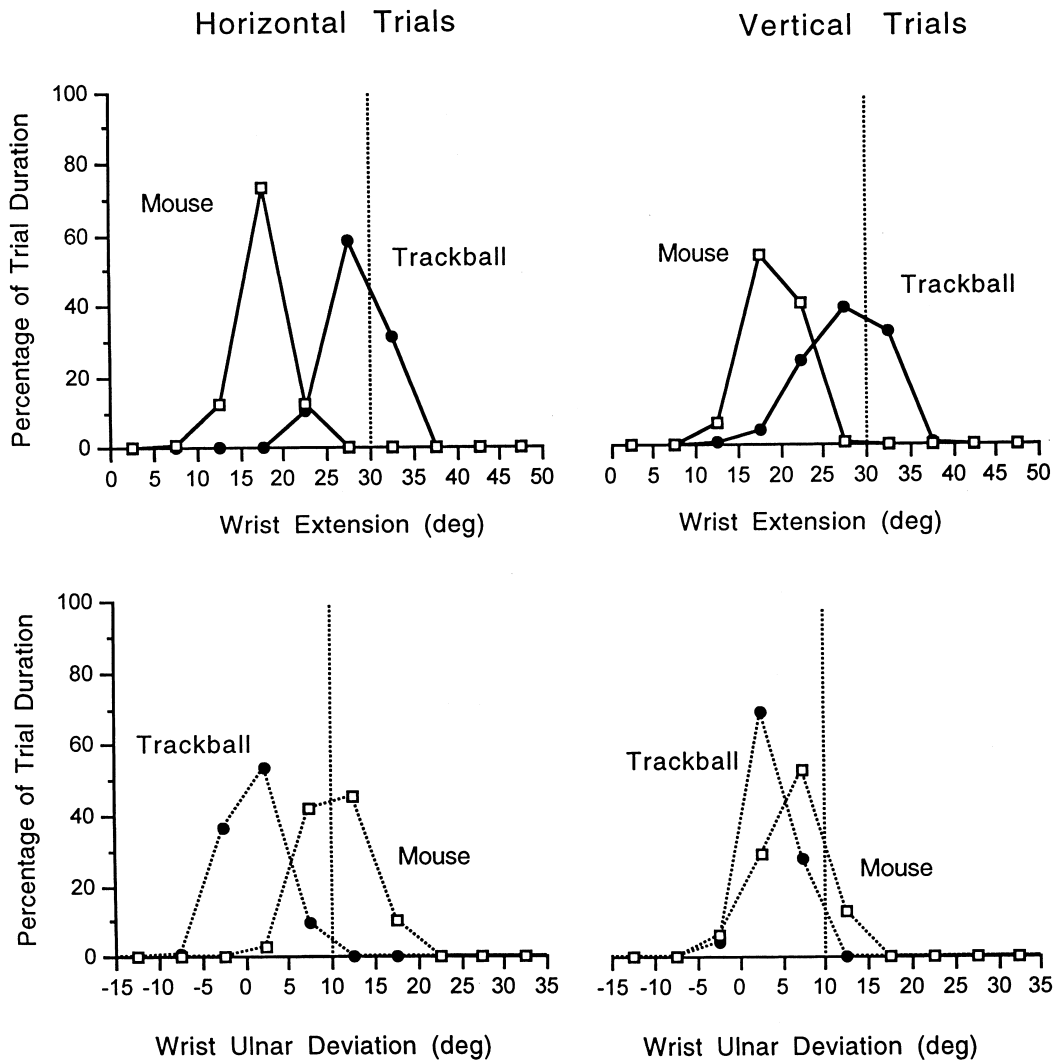 Horizontal Trials
Vertical Trials
Percentage of Trial Duration
100
80
60
40
20
0
Mouse
Trackball
0 5 10 15 20 25 30 35 40 45 50
Wrist Extension (deg)
Mouse
Trackball
0 5 10 15 20 25 30 35 40 45 50
Wrist Extension (deg)
Percentage of Trial Duration
100
80
60
40
20
0
Trackball
Mouse
-15 -10 -5 0 5 10 15 20 25 30 35
Wrist Ulnar Deviation (deg)
Trackball
Mouse
-15 -10 -5 0 5 10 15 20 25 30 35
Wrist Ulnar Deviation (deg)